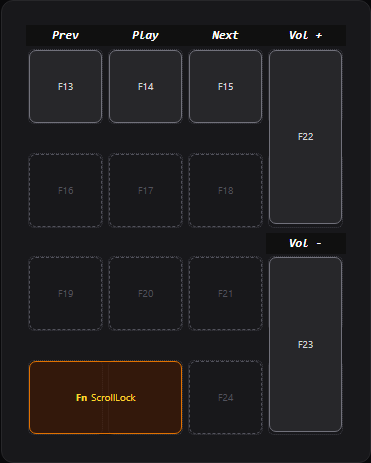 Prev Play Next Vol +
F13 F14 F15
F22
F16 F17 F18
Vol -
F19 F20 F21
F23
Fn ScrollLock F24